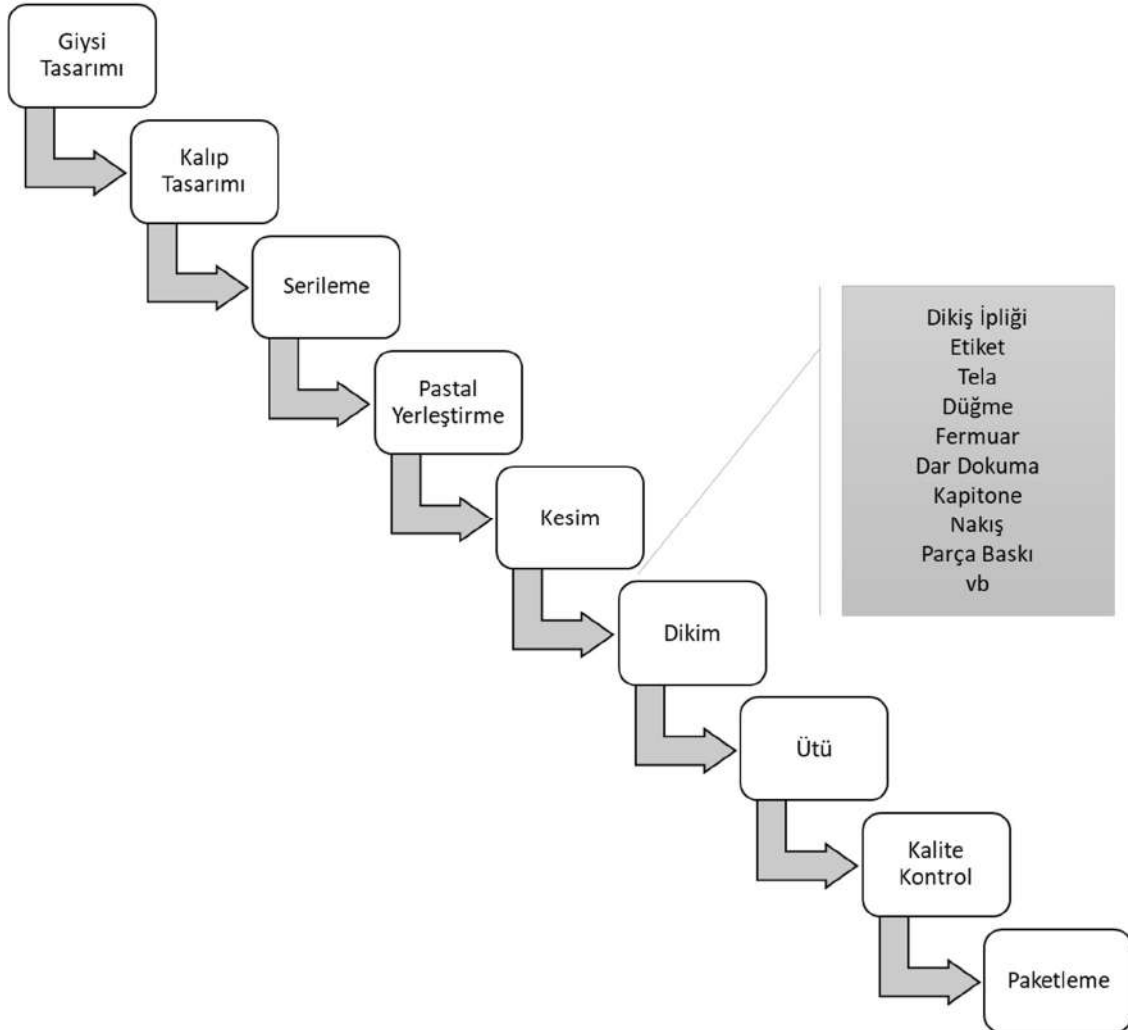 Giysi
Tasarımı
Kalıp
Tasarımı
Serileme
Pastal
Yerleştirme
Kesim
Dikim
Dikiş İpliği
Etiket
Tela
Düğme
Fermuar
Dar Dokuma
Kapitone
Nakış
Parça Baskı
vb
Ütü
Kalite
Kontrol
Paketleme